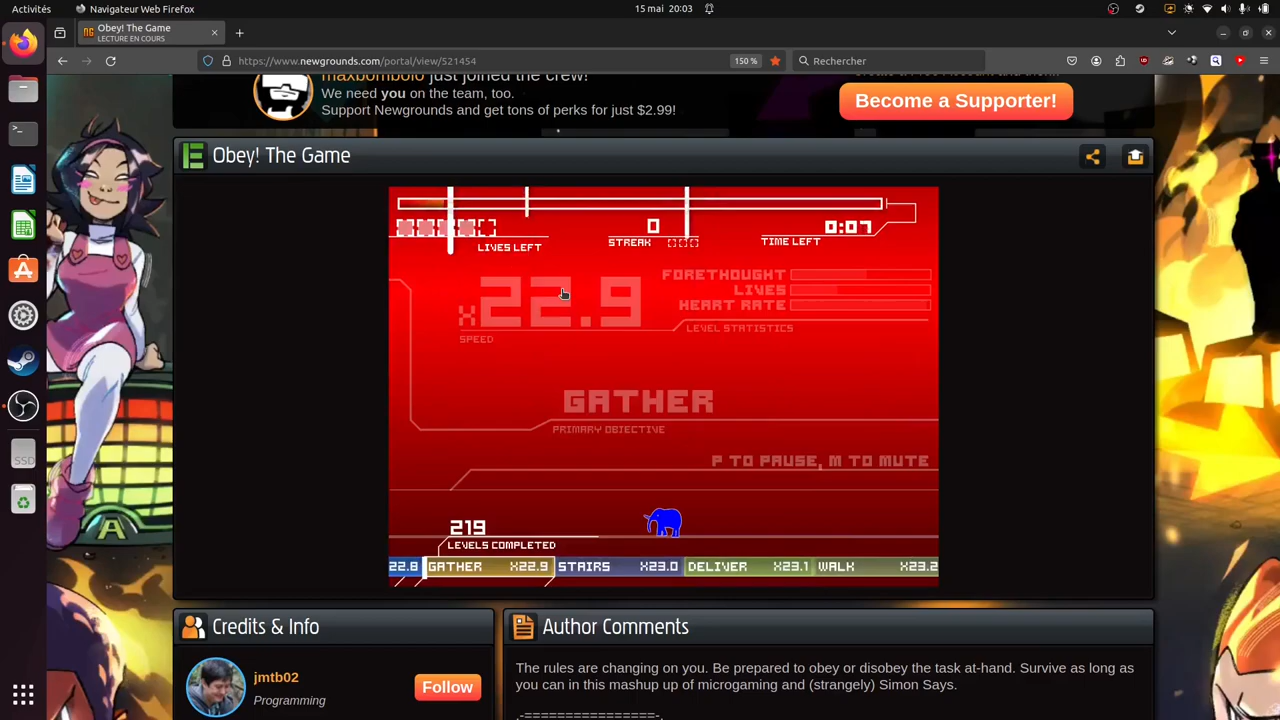 Activités
Navigateur Web Firefox
15 mai 20:03
Obey! The Game
LECTURE EN COURS
https://www.newgrounds.com/portal/view/521454
150 %
Rechercher
maxbombolo just joined the crew!
We need you on the team, too.
Support Newgrounds and get tons of perks for just $2.99!
Become a Supporter!
E
Obey! The Game
LIVES LEFT
0
STREAK
0:07
TIME LEFT
x22.9
SPEED
FORETHOUGHT
LIVES
HEART RATE
LEVEL STATISTICS
GATHER
PRIMARY OBJECTIVE
P TO PAUSE, M TO MUTE
219
LEVELS COMPLETED
22.8 GATHER X22.9 STAIRS X23.0 DELIVER X23.1 WALK X23.2
Credits & Info
Author Comments
jmtb02
Programming
Follow
The rules are changing on you. Be prepared to obey or disobey the task at-hand. Survive as long as
you can in this mashup up of microgaming and (strangely) Simon Says.
SSD
A